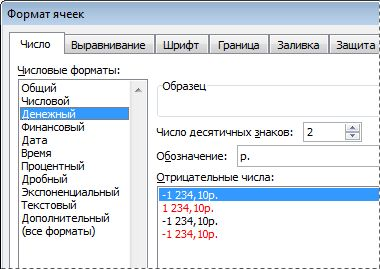 Формат ячеек
Число Выравнивание Шрифт Граница Заливка Защита
Числовые форматы:
Общий
Числовой
Денежный
Финансовый
Дата
Время
Процентный
Дробный
Экспоненциальный
Текстовый
Дополнительный
(все форматы)
Образец
Число десятичных знаков: 2
Обозначение: р.
Отрицательные числа:
-1 234,10р.
1 234,10р.
-1 234,10р.
-1 234,10р.